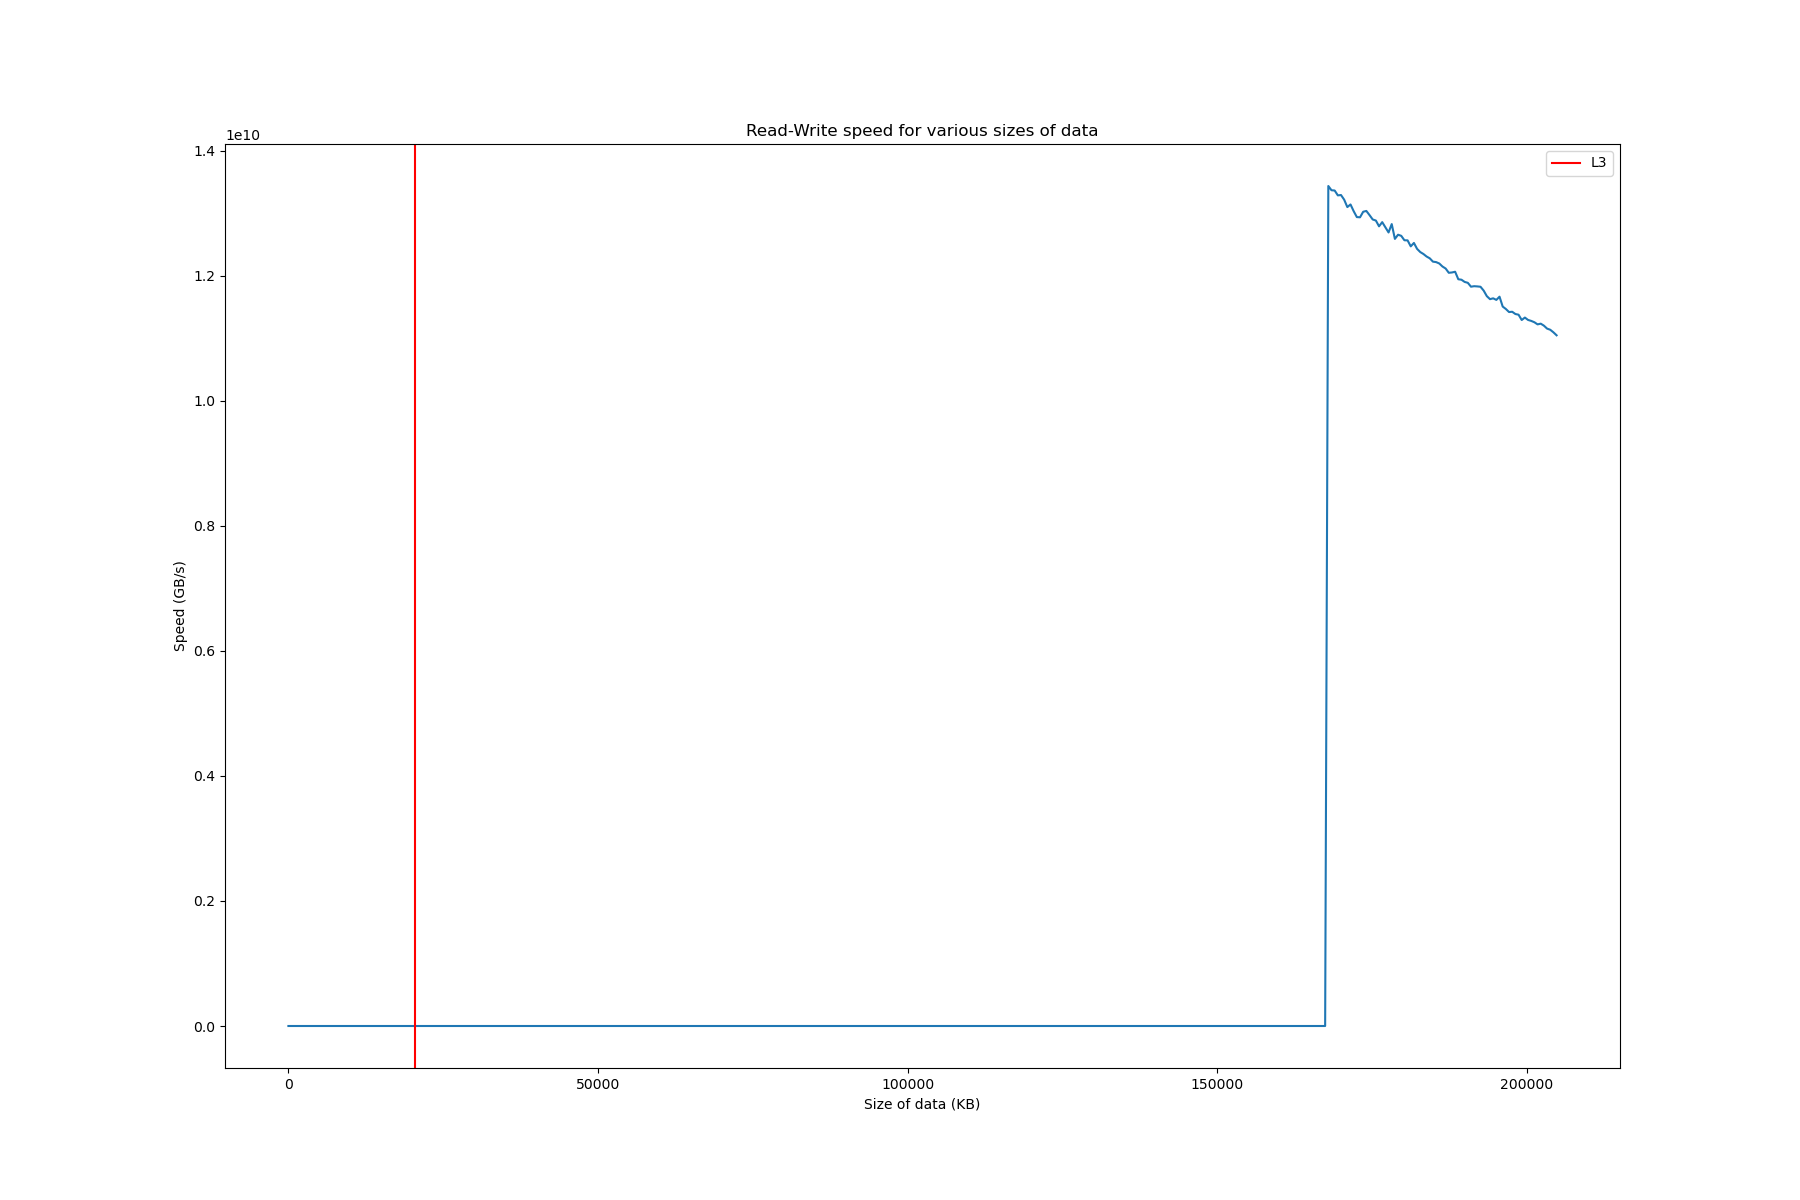 Read-Write speed for various sizes of data
1e10
1.4
1.2
1.0
0.8
0.6
0.4
0.2
0.0
Speed (GB/s)
L3
0 50000 100000 150000 200000
Size of data (KB)